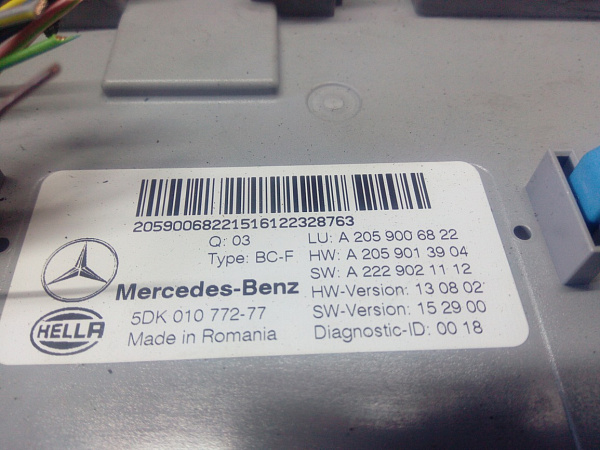 20590068221516122328763
Q: 03
Type: BC-F
LU: A 205 900 68 22
HW: A 205 901 39 04
SW: A 222 902 11 12
HW-Version: 13 08 02
SW-Version: 15 29 00
Diagnostic-ID: 00 18
Mercedes-Benz
HELLA
5DK 010 772-77
Made in Romania